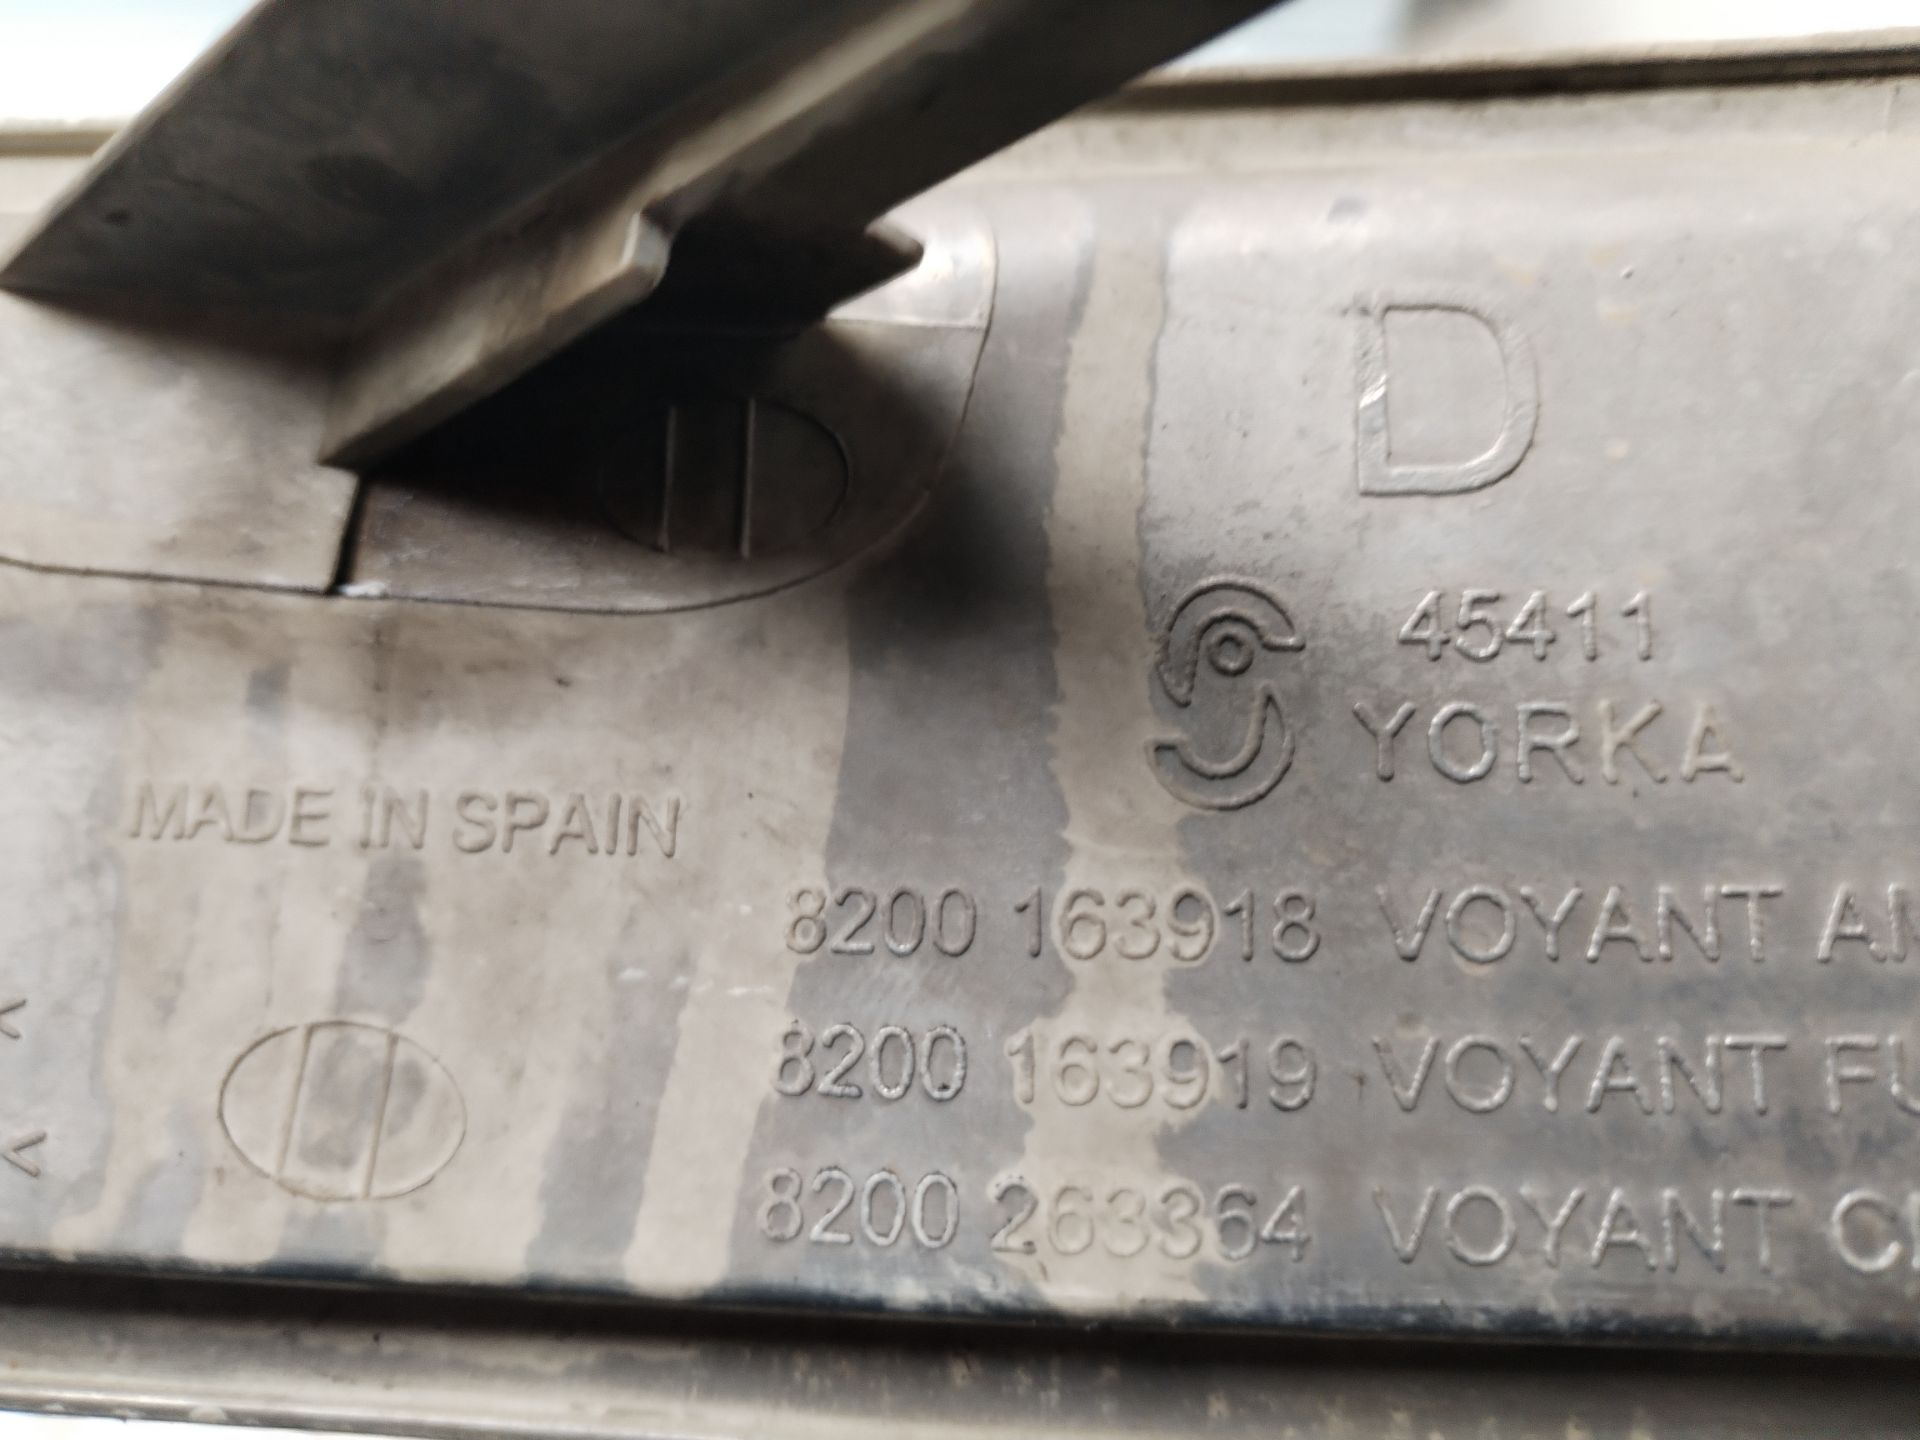 D
45411
YORKA
MADE IN SPAIN
8200 163918 VOYANT
8200 163919 VOYANT
8200 263364 VOYANT